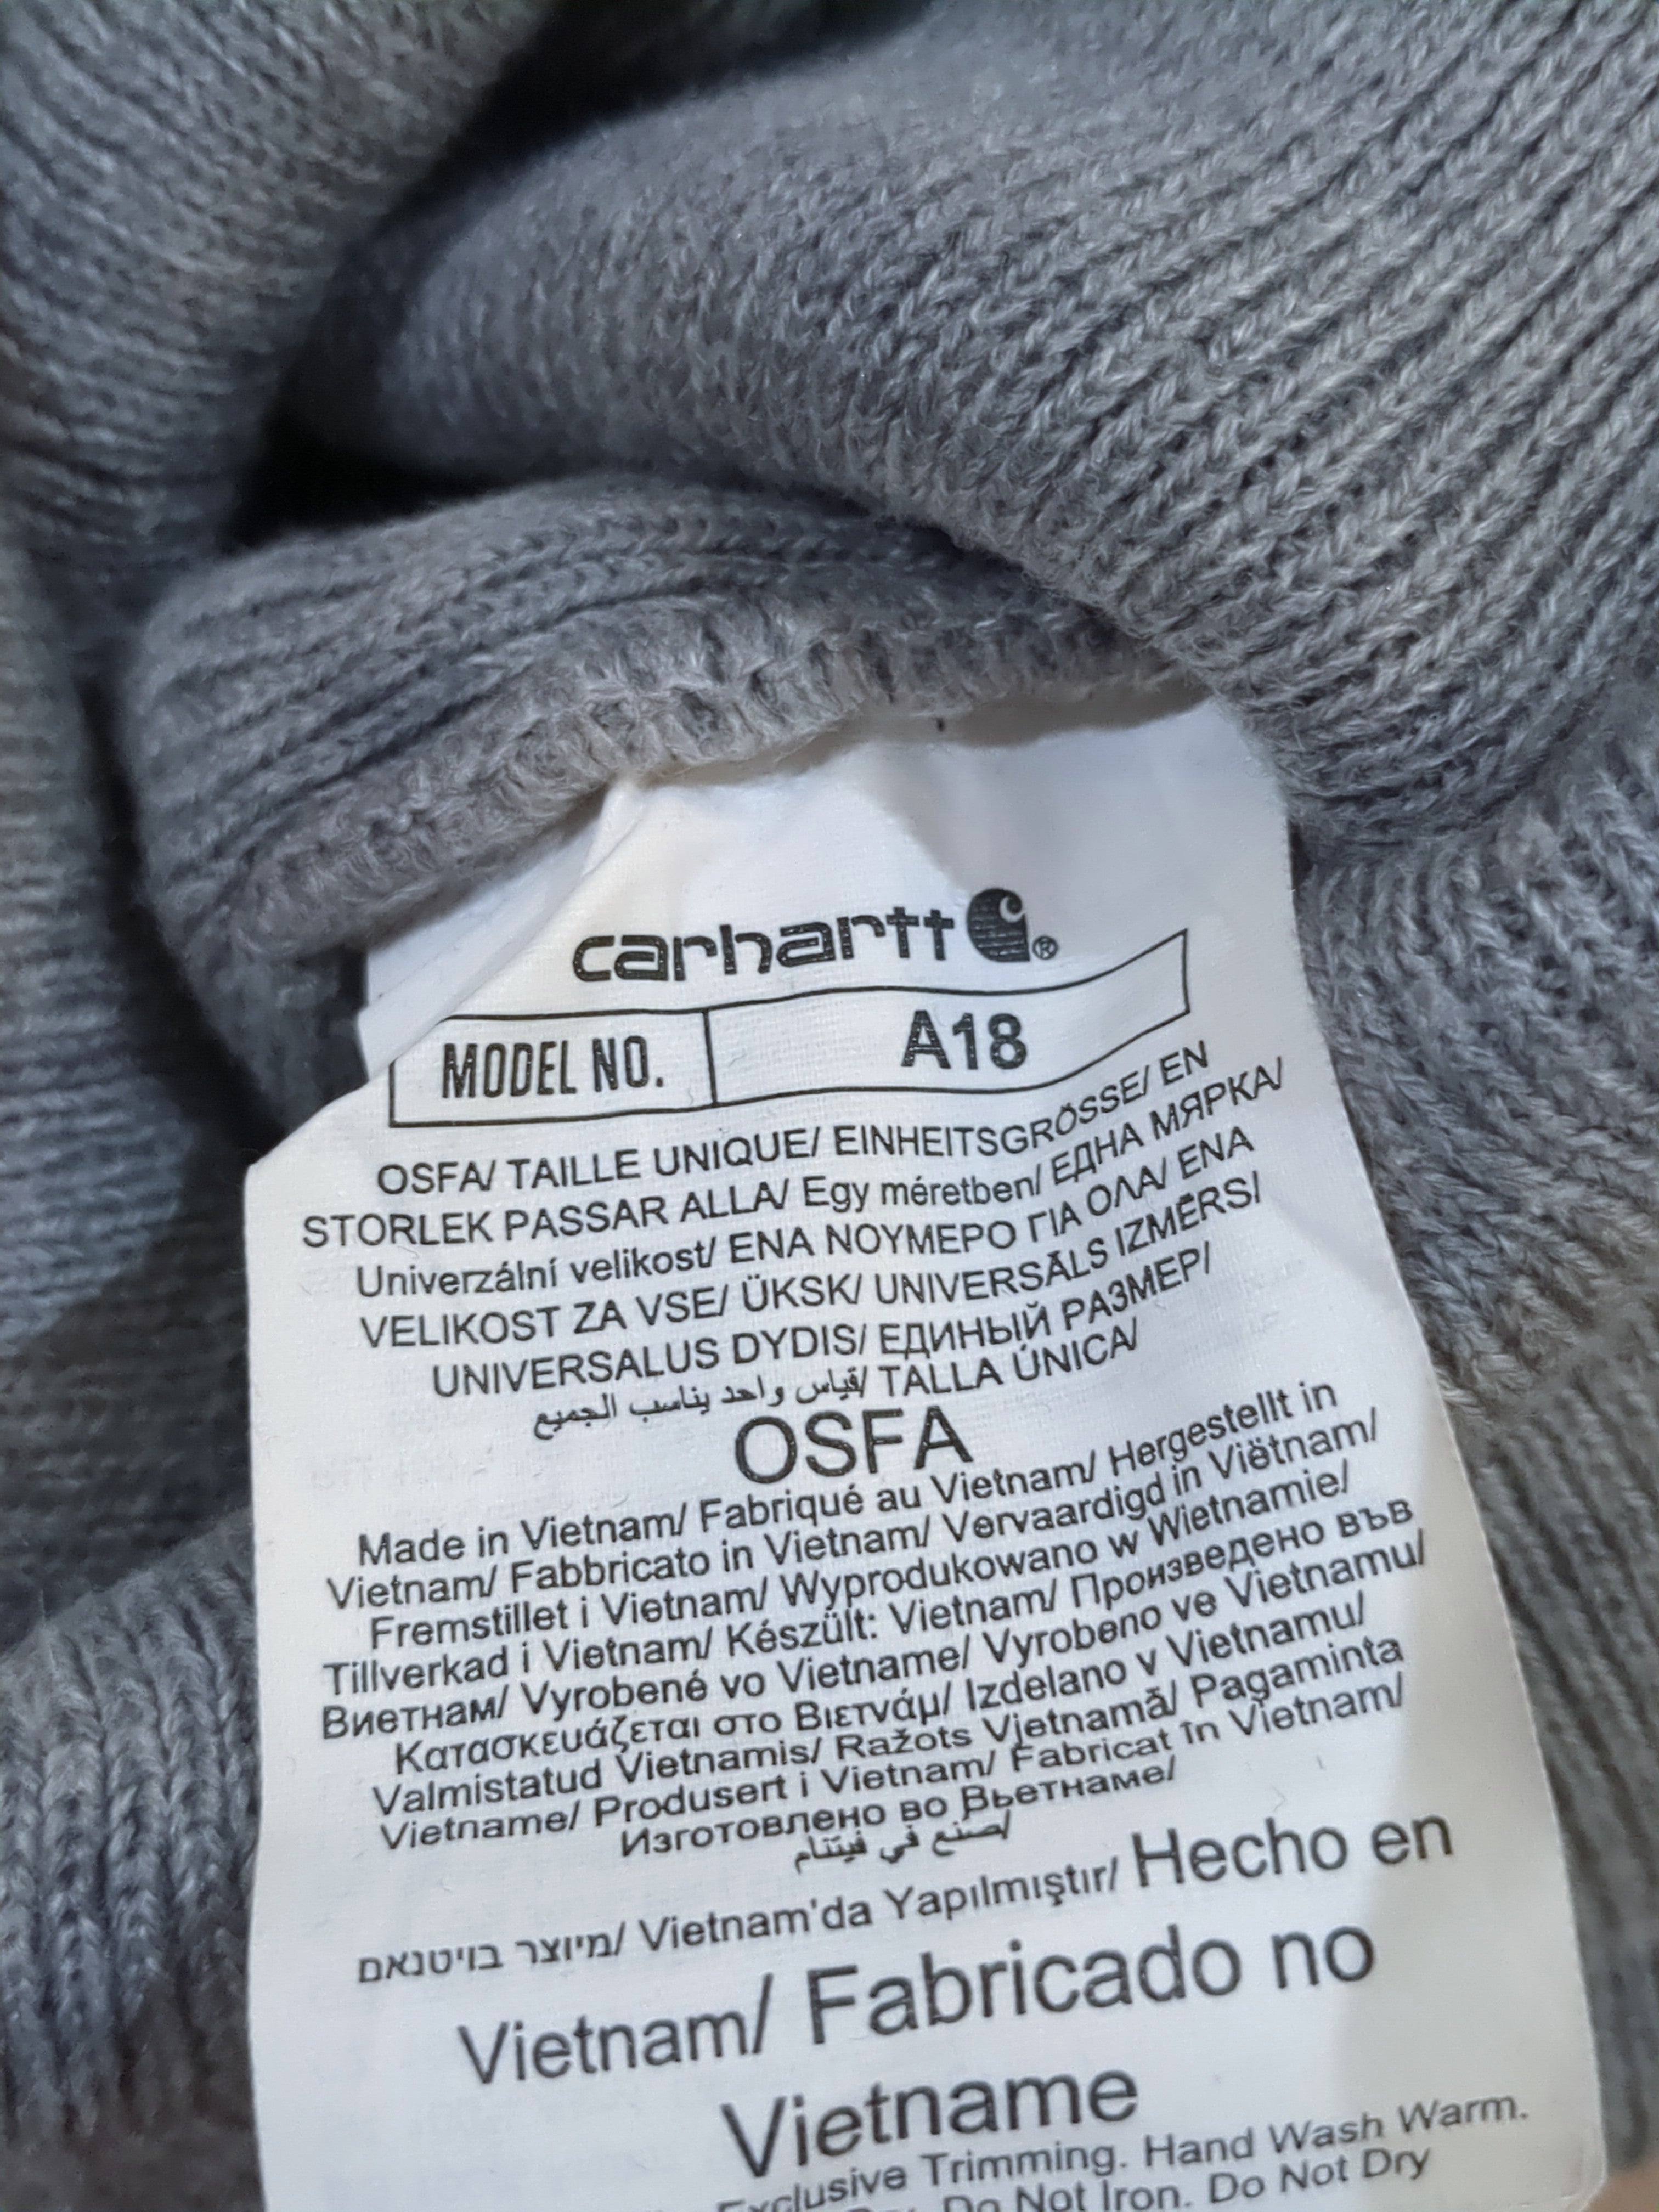 carhartt ®
MODEL NO. A18
OSFA/ TAILLE UNIQUE/ EINHEITSGRÖSSE/ EN
STORLEK PASSAR ALLA/ Egy méretben/ ЕДНА МЯРКА/
Univerzální velikost/ ΕΝΑ ΝΟΥΜΕΡΟ ΓΙΑ ΟΛΑ/ ENA
VELIKOST ZA VSE/ ÜKSK/ UNIVERSĀLS IZMĒRS/
UNIVERSALUS DYDIS/ ЕДИНЫЙ РАЗМЕР/
قياس واحد يناسب الجميع/ TALLA ÚNICA/
OSFA
Made in Vietnam/ Fabriqué au Vietnam/ Hergestellt in
Vietnam/ Fabbricato in Vietnam/ Vervaardigd in Viëtnam/
Fremstillet i Vietnam/ Wyprodukowano w Wietnamie/
Tillverkad i Vietnam/ Készült: Vietnam/ Произведено във
Виетнам/ Vyrobené vo Vietname/ Vyrobeno ve Vietnamu/
Κατασκευάζεται στο Βιετνάμ/ Izdelano v Vietnamu/
Valmistatud Vietnamis/ Ražots Vjetnamā/ Pagaminta
Vietname/ Produsert i Vietnam/ Fabricat în Vietnam/
Изготовлено во Вьетнаме/
صنع في فيتنام/
מיוצר בויטנאם/ Vietnam'da Yapılmıştır/ Hecho en
Vietnam/ Fabricado no
Vietname
Exclusive Trimming. Hand Wash Warm.
Do Not Iron. Do Not Dry